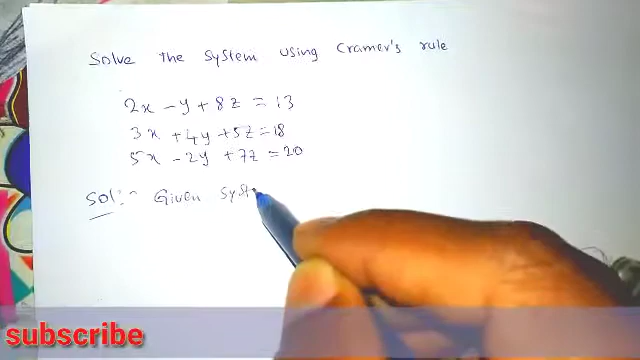 Solve the system using Cramer's rule
2x - y + 8z = 13
3x + 4y + 5z = 18
5x - 2y + 7z = 20
Sol:- Given syst
subscribe